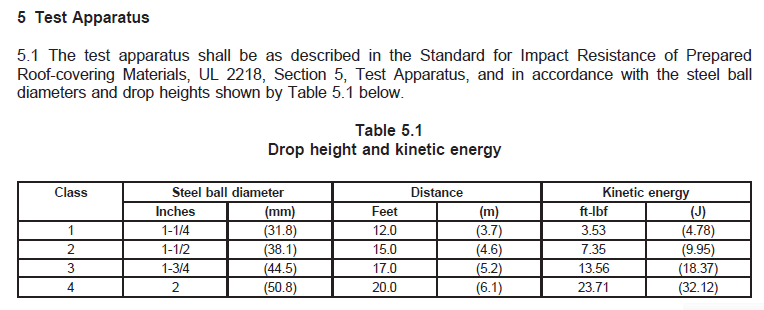 5 Test Apparatus
5.1 The test apparatus shall be as described in the Standard for Impact Resistance of Prepared
Roof-covering Materials, UL 2218, Section 5, Test Apparatus, and in accordance with the steel ball
diameters and drop heights shown by Table 5.1 below.
Table 5.1
Drop height and kinetic energy
Class Steel ball diameter Distance Kinetic energy
Inches (mm) Feet (m) ft-lbf (J)
1 1-1/4 (31.8) 12.0 (3.7) 3.53 (4.78)
2 1-1/2 (38.1) 15.0 (4.6) 7.35 (9.95)
3 1-3/4 (44.5) 17.0 (5.2) 13.56 (18.37)
4 2 (50.8) 20.0 (6.1) 23.71 (32.12)